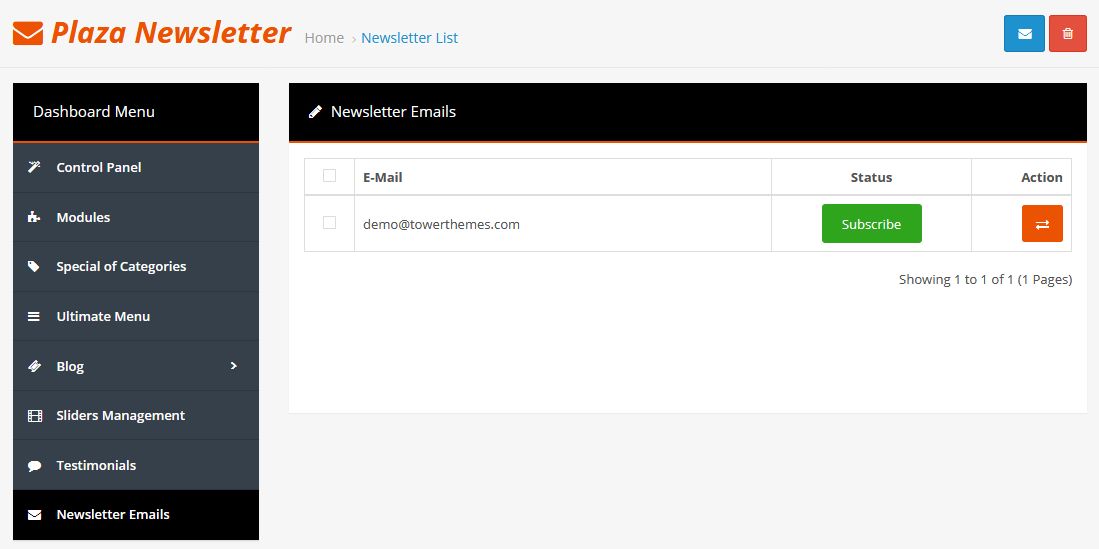 Plaza Newsletter Home › Newsletter List
Dashboard Menu
Control Panel
Modules
Special of Categories
Ultimate Menu
Blog
Sliders Management
Testimonials
Newsletter Emails
Newsletter Emails
E-Mail Status Action
demo@towerthemes.com Subscribe
Showing 1 to 1 of 1 (1 Pages)